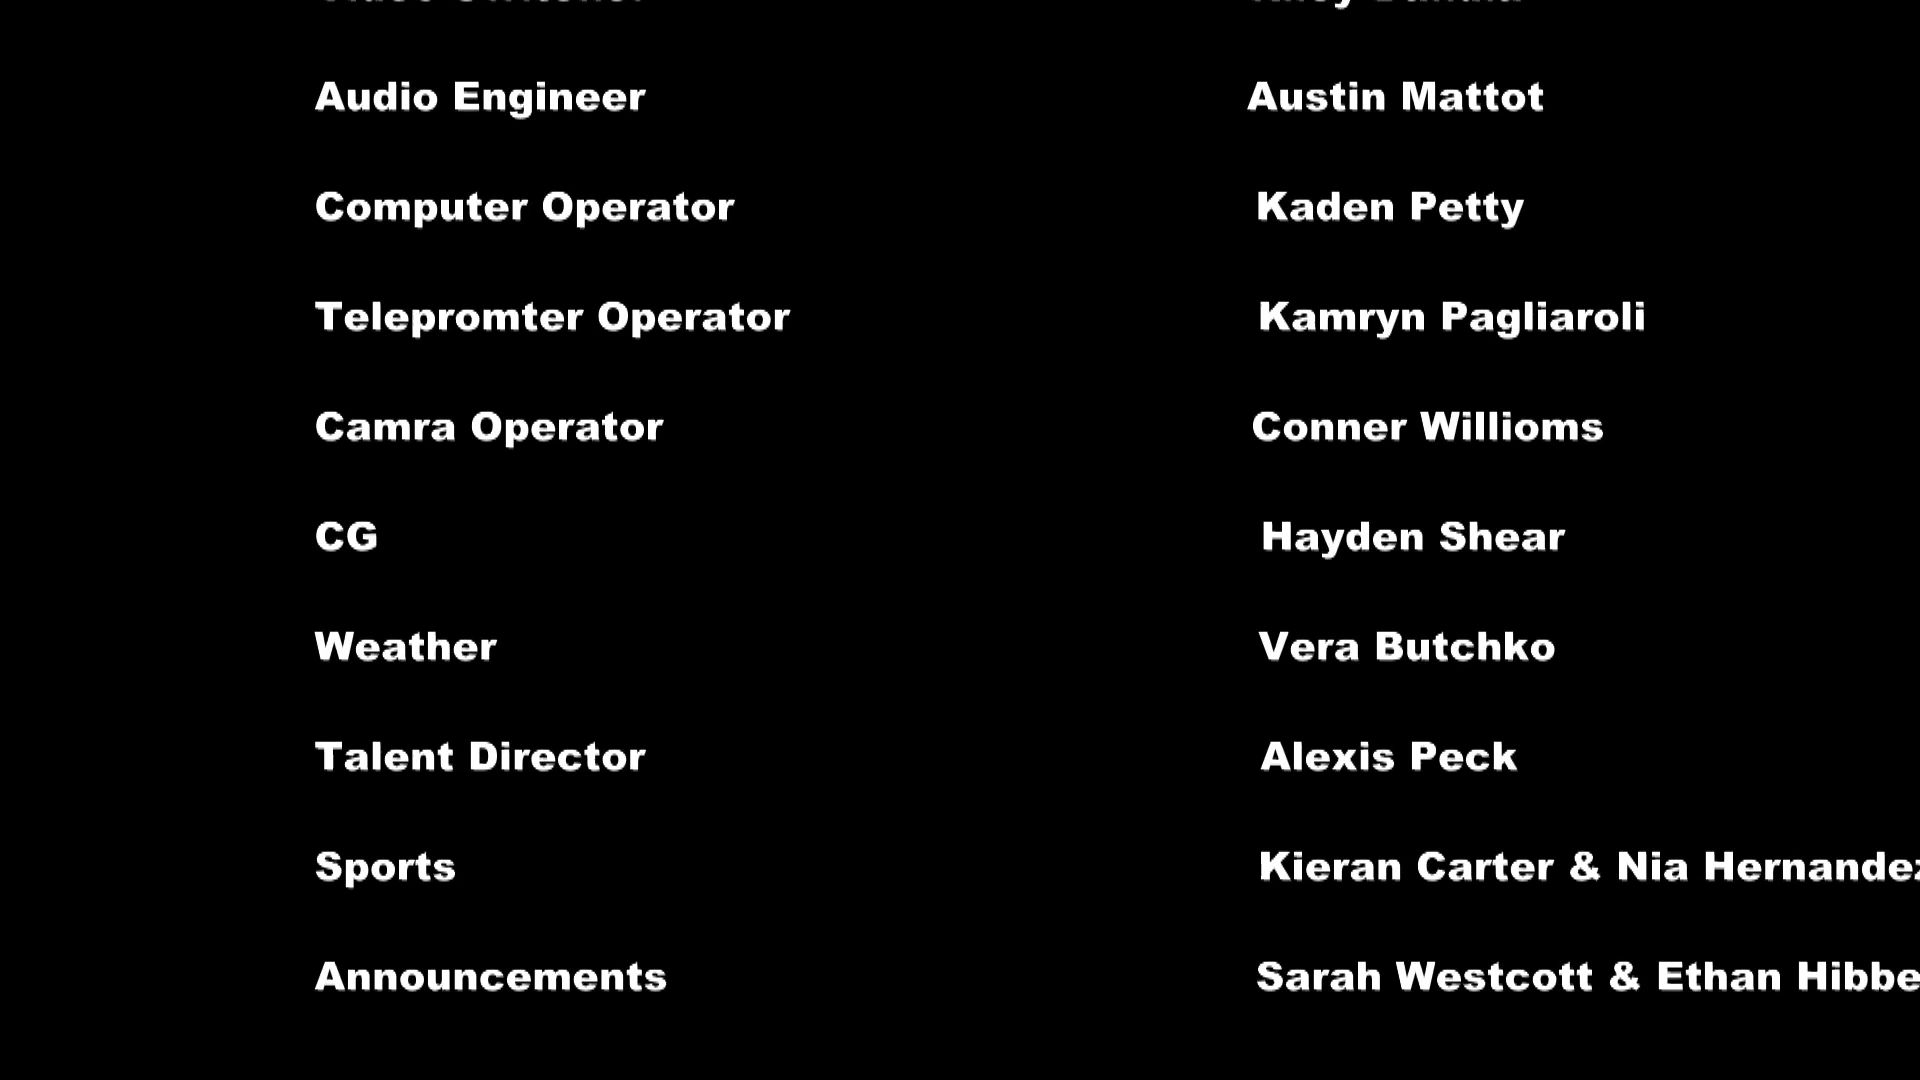 Audio Engineer Austin Mattot
Computer Operator Kaden Petty
Telepromter Operator Kamryn Pagliaroli
Camra Operator Conner Willioms
CG Hayden Shear
Weather Vera Butchko
Talent Director Alexis Peck
Sports Kieran Carter & Nia Hernandez
Announcements Sarah Westcott & Ethan